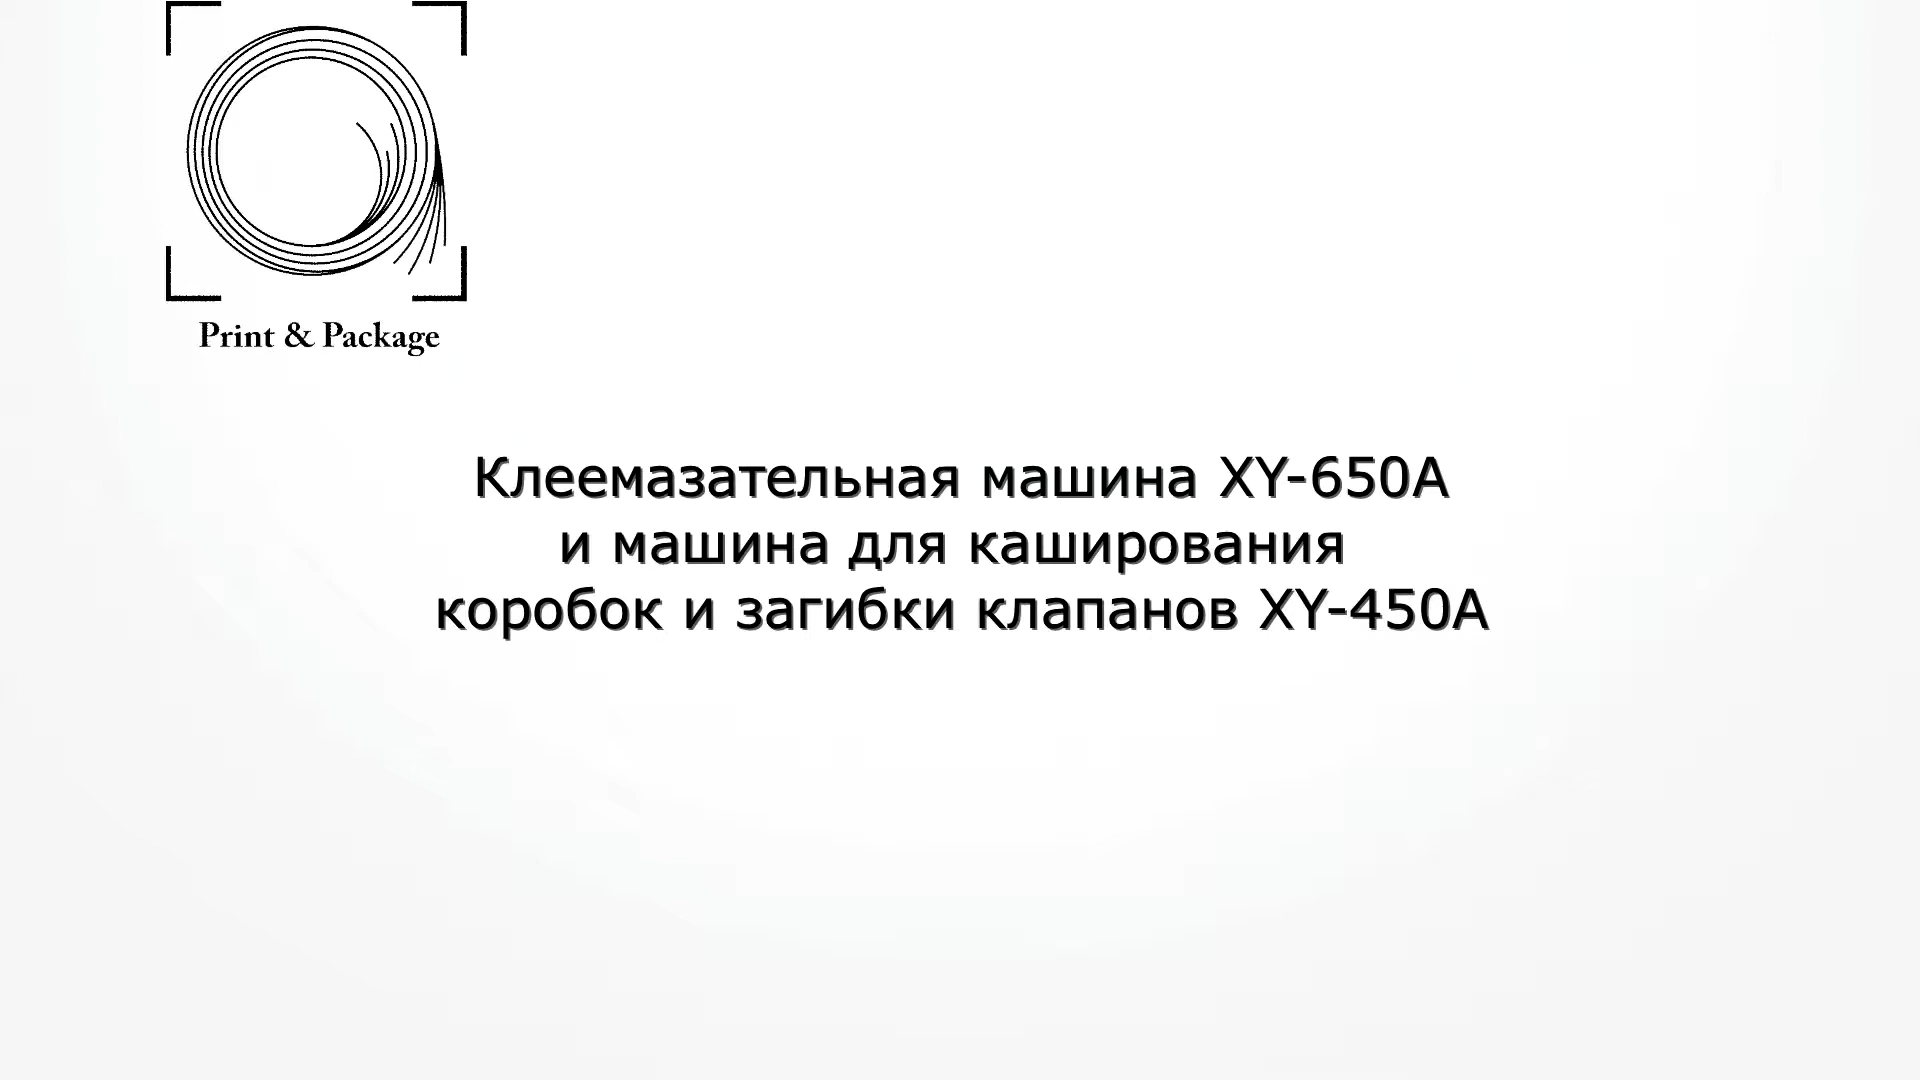 Print & Package
Клеемазательная машина XY-650A
и машина для каширования
коробок и загибки клапанов XY-450A